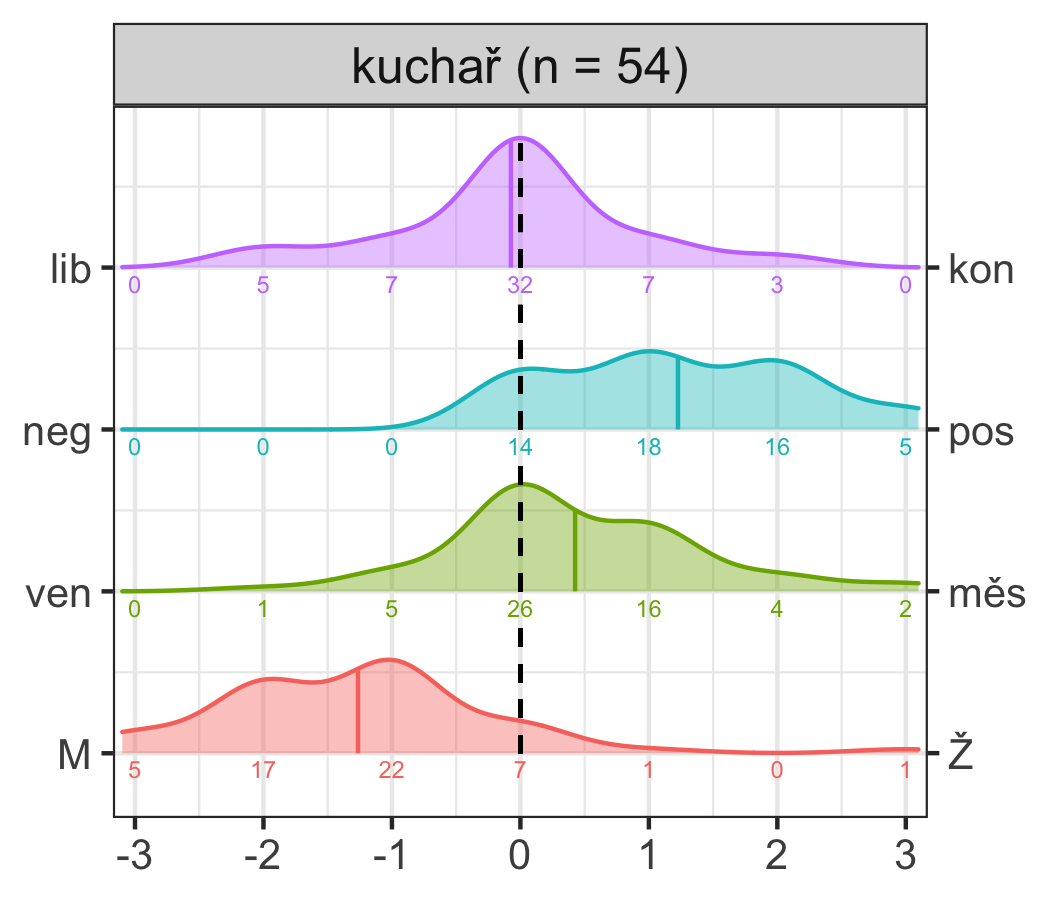 kuchař (n = 54)
lib kon
0 5 7 32 7 3 0
neg pos
0 0 0 14 18 16 5
ven měs
0 1 5 26 16 4 2
M Ž
5 17 22 7 1 0 1
-3 -2 -1 0 1 2 3